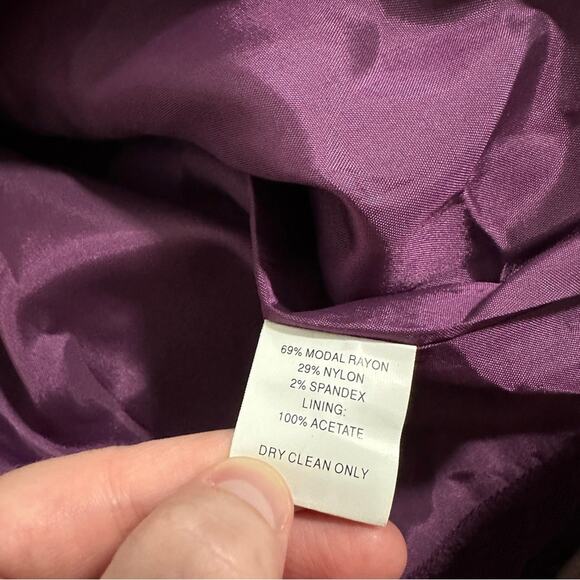 69% MODAL RAYON
29% NYLON
2% SPANDEX
LINING:
100% ACETATE
DRY CLEAN ONLY